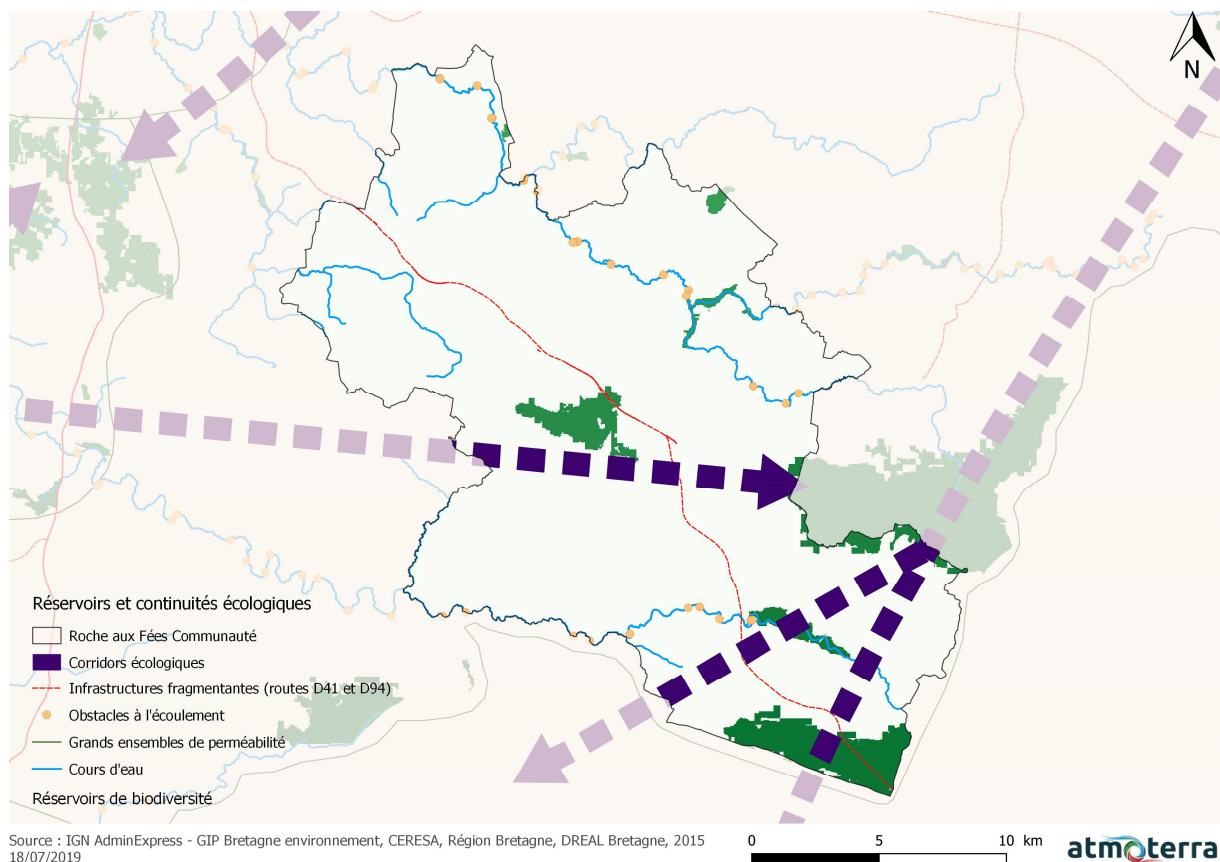 N
Réservoirs et continuités écologiques
Roche aux Fées Communauté
Corridors écologiques
Infrastructures fragmentantes (routes D41 et D94)
Obstacles à l'écoulement
Grands ensembles de perméabilité
Cours d'eau
Réservoirs de biodiversité
Source : IGN AdminExpress - GIP Bretagne environnement, CERESA, Région Bretagne, DREAL Bretagne, 2015
18/07/2019
0 5 10 km
atmoterra